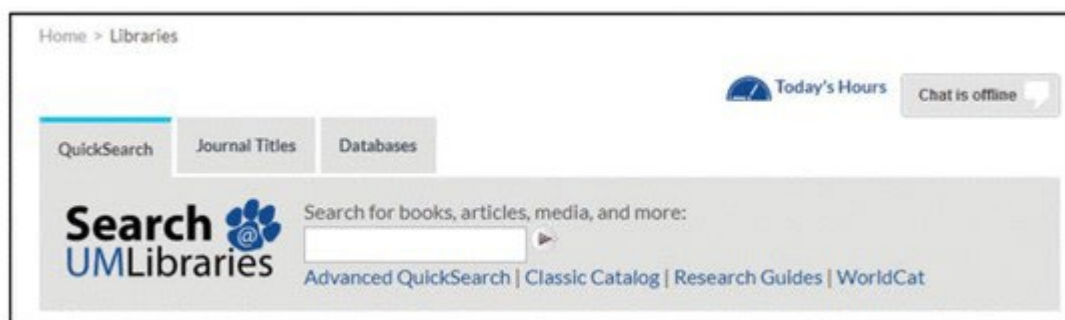 Home > Libraries
Today's Hours
Chat is offline
QuickSearch Journal Titles Databases
Search @
UMLibraries
Search for books, articles, media, and more:
Advanced QuickSearch | Classic Catalog | Research Guides | WorldCat